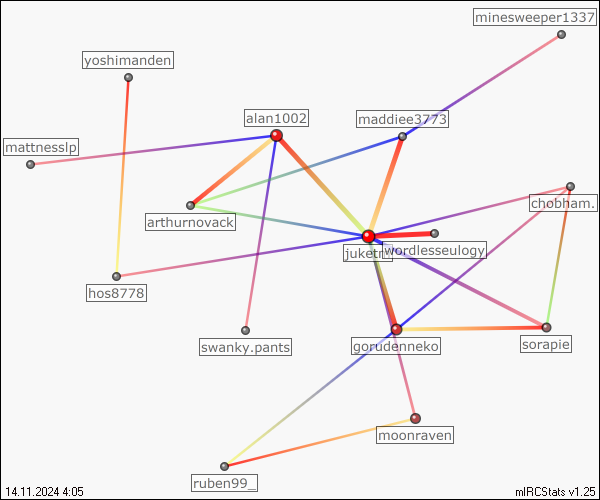 minesweeper1337
yoshimanden
alan1002
maddiee3773
mattnesslp
chobham.
arthurnovack
wordlesseulogy
hos8778
swanky.pants
gorudenneko
sorapie
moonraven
ruben99_
14.11.2024 4:05
mIRCStats v1.25